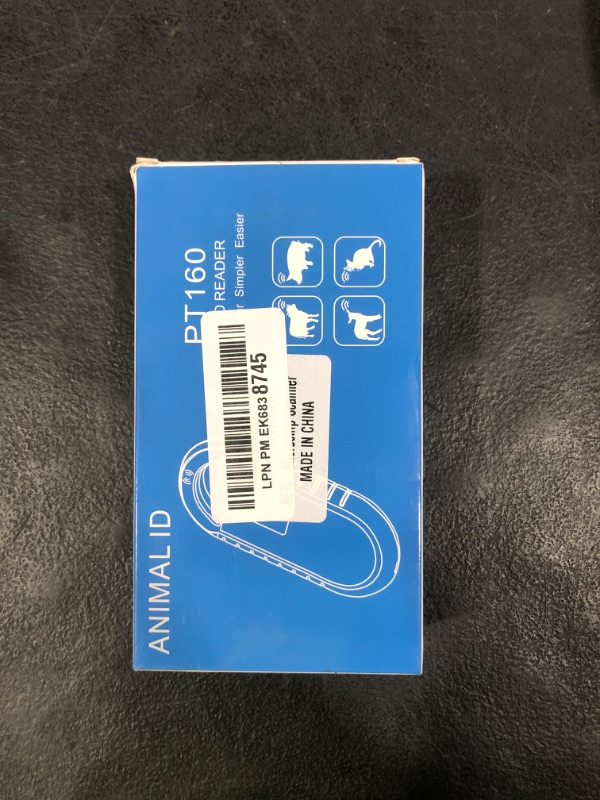 ANIMAL ID
PT160
READER
Simpler Easier
LPN PM EK683 8745
MADE IN CHINA